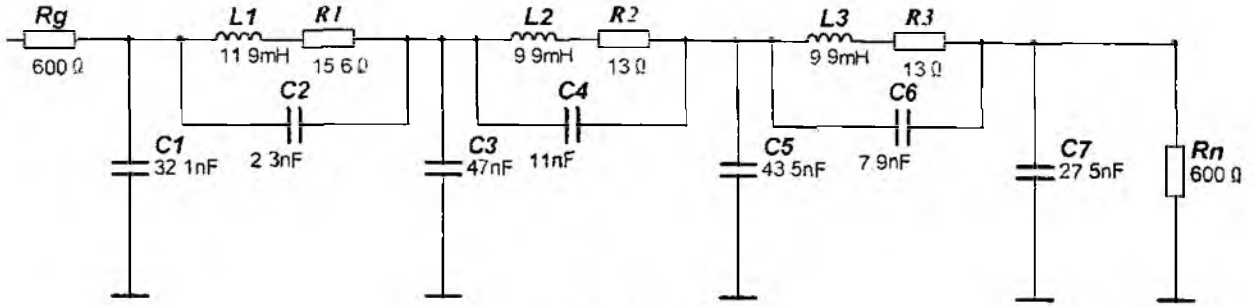 Rg
600 Ω
L1
11 9mH
R1
15 6 Ω
C2
2 3nF
C1
32 1nF
L2
9 9mH
R2
13 Ω
C4
11nF
C3
47nF
L3
9 9mH
R3
13 Ω
C6
7 9nF
C5
43 5nF
C7
27 5nF
Rn
600 Ω